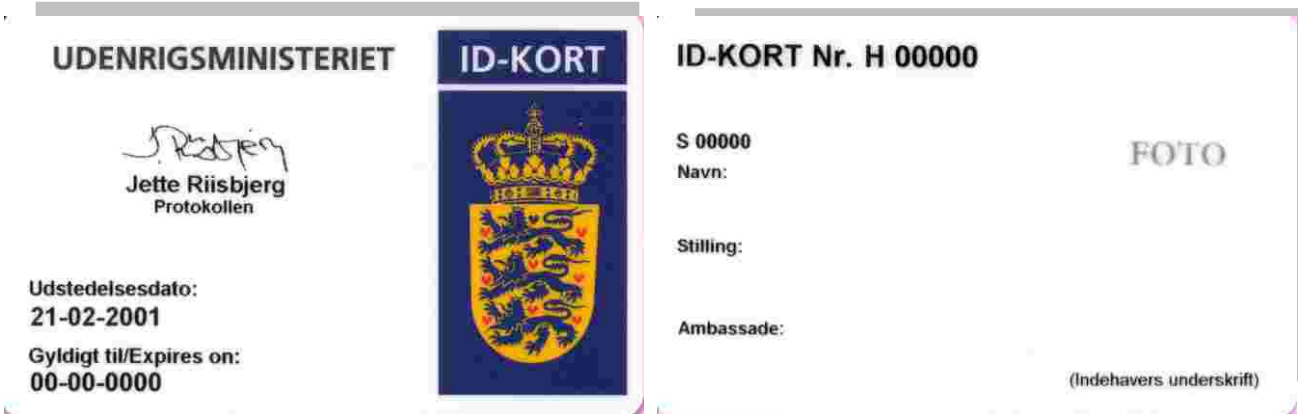 UDENRIGSMINISTERIET
ID-KORT
J. Riisbjerg
Jette Riisbjerg
Protokollen
Udstedelsesdato:
21-02-2001
Gyldigt til/Expires on:
00-00-0000
ID-KORT Nr. H 00000
S 00000
FOTO
Navn:
Stilling:
Ambassade:
(Indehavers underskrift)